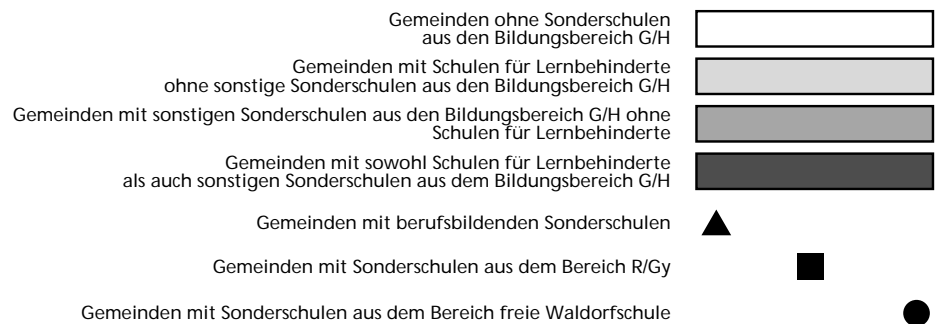 Gemeinden ohne Sonderschulen
aus den Bildungsbereich G/H
Gemeinden mit Schulen für Lernbehinderte
ohne sonstige Sonderschulen aus den Bildungsbereich G/H
Gemeinden mit sonstigen Sonderschulen aus den Bildungsbereich G/H ohne
Schulen für Lernbehinderte
Gemeinden mit sowohl Schulen für Lernbehinderte
als auch sonstigen Sonderschulen aus dem Bildungsbereich G/H
Gemeinden mit berufsbildenden Sonderschulen
Gemeinden mit Sonderschulen aus dem Bereich R/Gy
Gemeinden mit Sonderschulen aus dem Bereich freie Waldorfschule